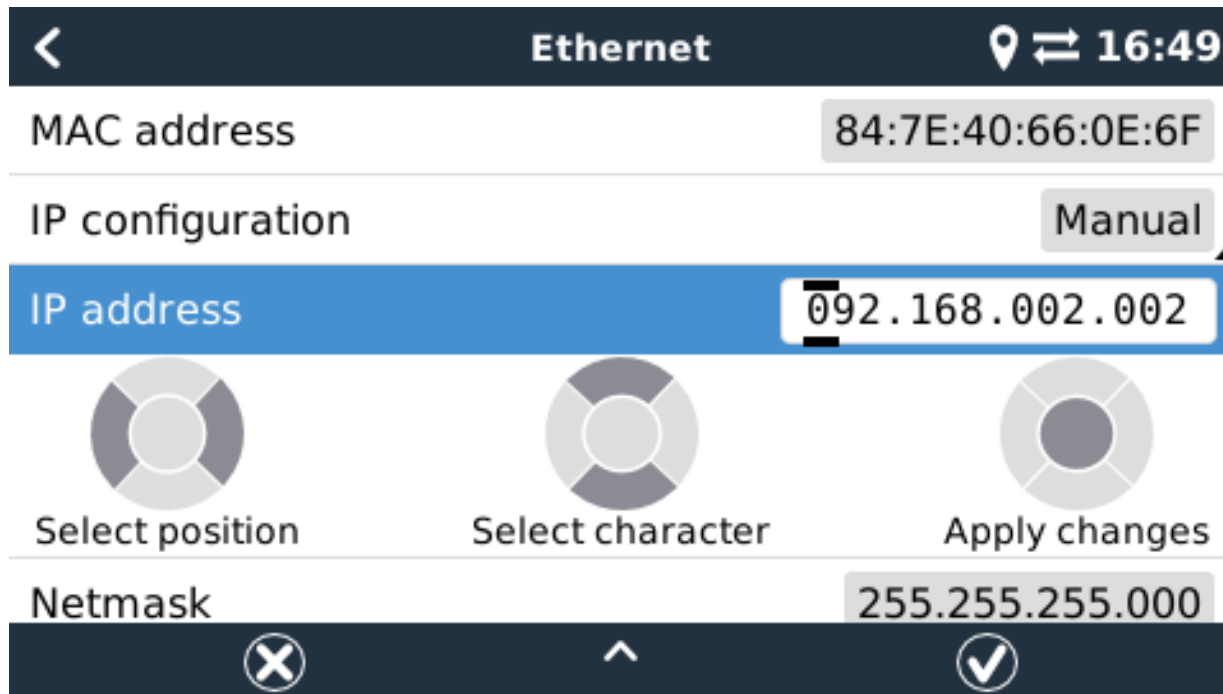 Ethernet 16:49
MAC address 84:7E:40:66:0E:6F
IP configuration Manual
IP address 092.168.002.002
Select position Select character Apply changes
Netmask 255.255.255.000